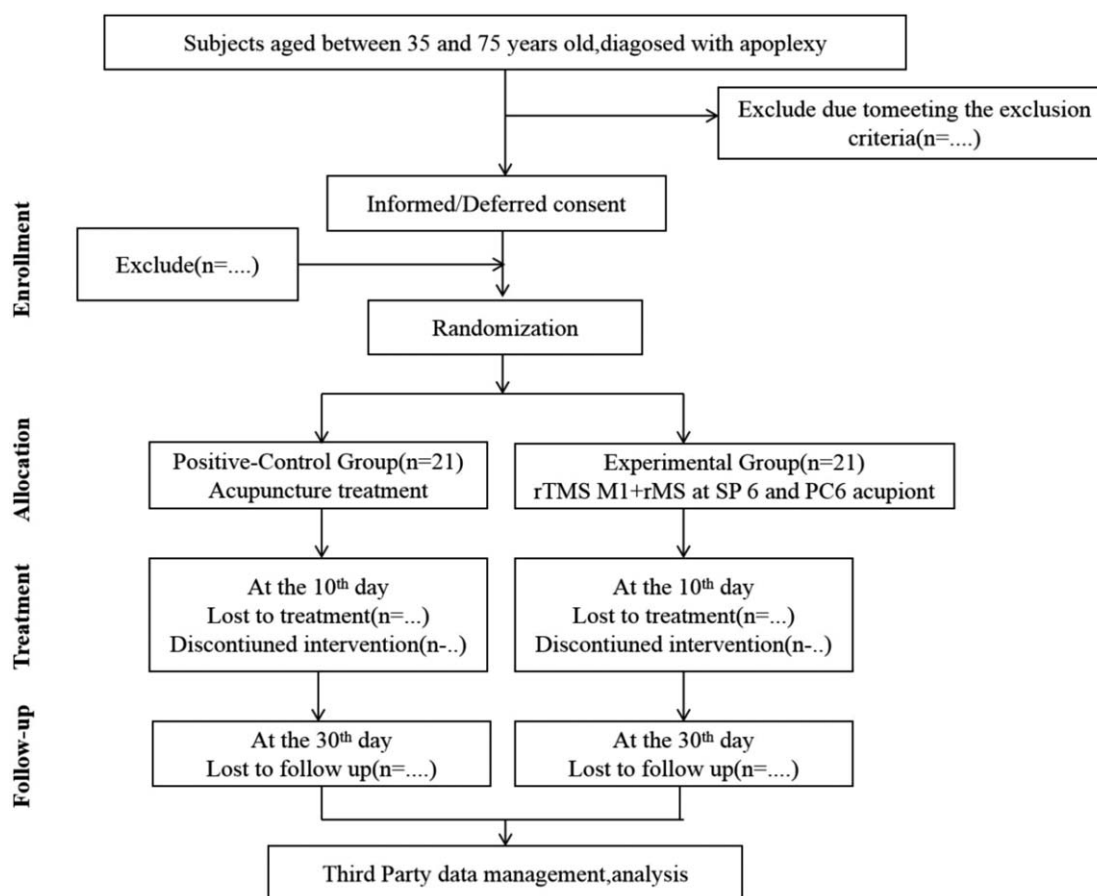 Subjects aged between 35 and 75 years old,diagosed with apoplexy
Exclude due tomeeting the exclusion
criteria(n=....)
Enrollment
Informed/Deferred consent
Exclude(n=....)
Randomization
Allocation
Positive-Control Group(n=21)
Acupuncture treatment
Experimental Group(n=21)
rTMS M1+rMS at SP 6 and PC6 acupiont
Treatment
At the 10th day
Lost to treatment(n=...)
Discontiuned intervention(n-..)
At the 10th day
Lost to treatment(n=...)
Discontiuned intervention(n-..)
Follow-up
At the 30th day
Lost to follow up(n=....)
At the 30th day
Lost to follow up(n=....)
Third Party data management,analysis